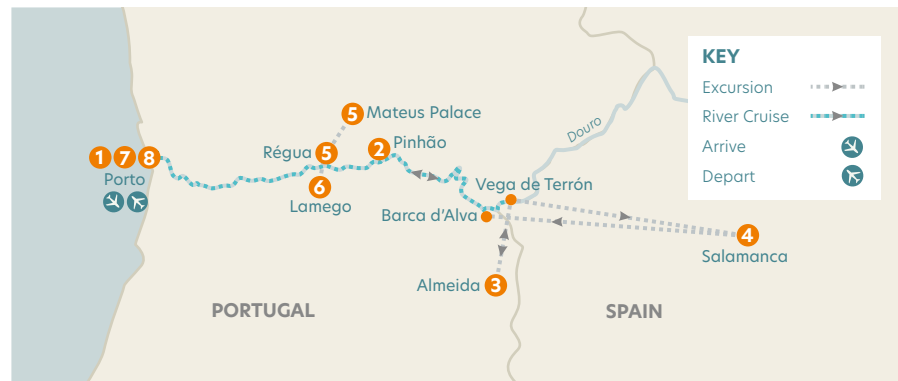 KEY
Excursion
River Cruise
Arrive
Depart
Douro
5 Mateus Palace
2 Pinhão
Régua 5
1 7 8
Porto
6
Lamego
Vega de Terrón
Barca d'Alva
4
Salamanca
Almeida 3
PORTUGAL
SPAIN